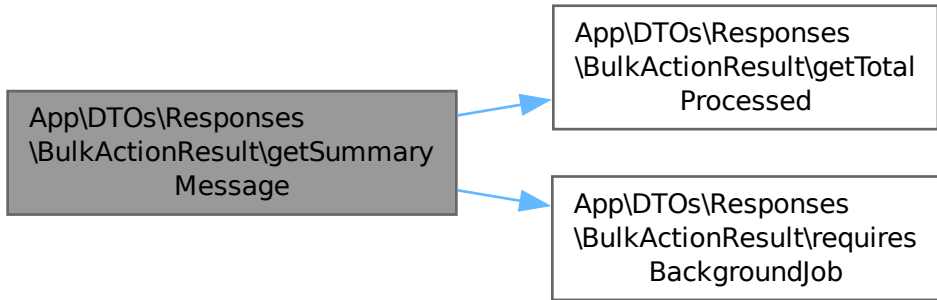 App\DTOs\Responses
\BulkActionResult\getSummary
Message
App\DTOs\Responses
\BulkActionResult\getTotal
Processed
App\DTOs\Responses
\BulkActionResult\requires
BackgroundJob